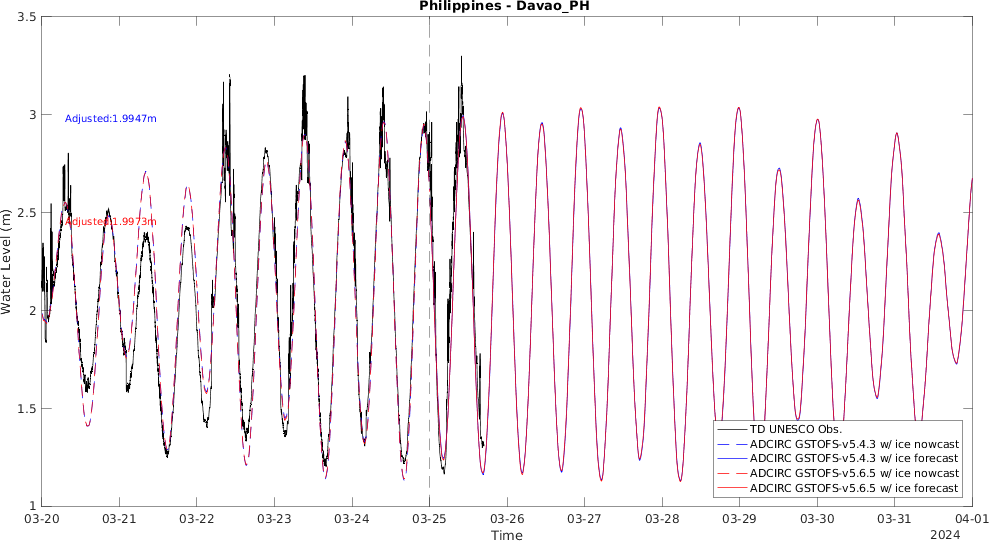 Philippines - Davao_PH
3.5
3
2.5
2
1.5
1
Water Level (m)
Adjusted:1.9947m
Adjusted:1.9973m
TD UNESCO Obs.
ADCIRC GSTOFS-v5.4.3 w/ ice nowcast
ADCIRC GSTOFS-v5.4.3 w/ ice forecast
ADCIRC GSTOFS-v5.6.5 w/ ice nowcast
ADCIRC GSTOFS-v5.6.5 w/ ice forecast
03-20 03-21 03-22 03-23 03-24 03-25 03-26 03-27 03-28 03-29 03-30 03-31 04-01
Time
2024